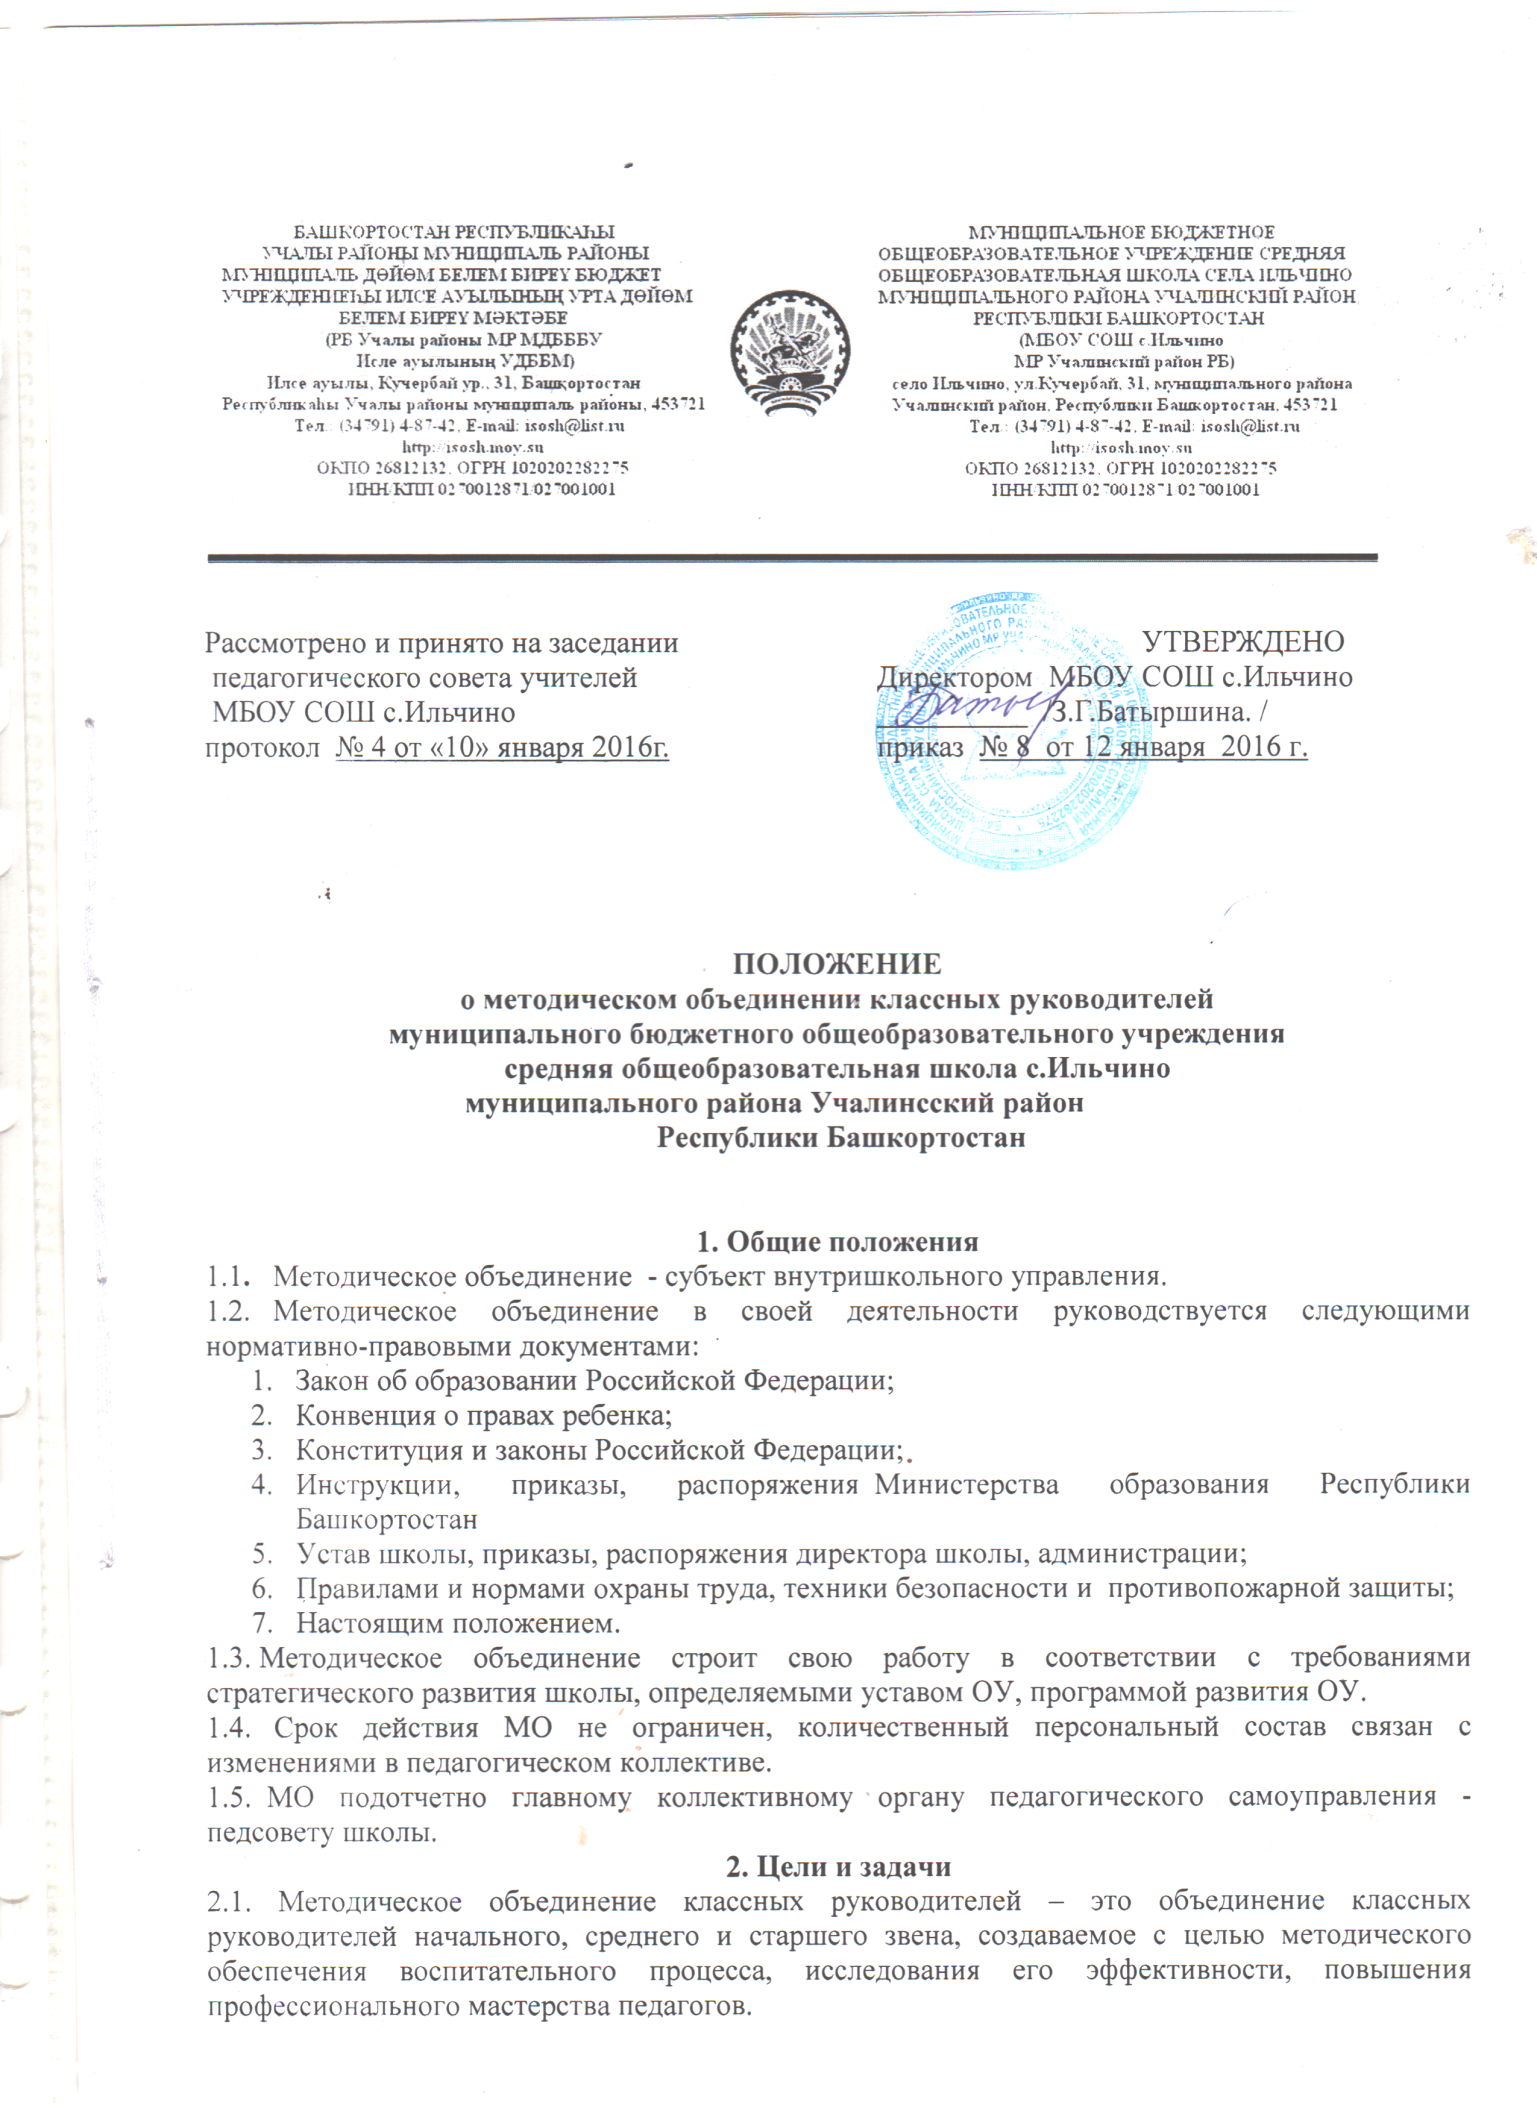 БАШҠОРТОСТАН РЕСПУБЛИКАҺЫ
УЧАЛЫ РАЙОНЫ МУНИЦИПАЛЬ РАЙОНЫ
МУНИЦИПАЛЬ ДӨЙӨМ БЕЛЕМ БИРЕҮ БЮДЖЕТ
УЧРЕЖДЕНИЕҺЫ ИЛСЕ АУЫЛЫНЫҢ УРТА ДӨЙӨМ
БЕЛЕМ БИРЕҮ МӘКТӘБЕ
(РБ Учалы районы МР МДБББУ
Исле ауылының УДББМ)
Илсе ауылы, Кучербай ур., 31, Башҡортостан
Республикаһы Учалы районы муниципаль районы, 453721
Тел.: (34791) 4-87-42, E-mail: isosh@list.ru
http://isosh.moy.su
ОКПО 26812132, ОГРН 1020202282275
ИНН/КПП 0270012871/027001001
МУНИЦИПАЛЬНОЕ БЮДЖЕТНОЕ
ОБЩЕОБРАЗОВАТЕЛЬНОЕ УЧРЕЖДЕНИЕ СРЕДНЯЯ
ОБЩЕОБРАЗОВАТЕЛЬНАЯ ШКОЛА СЕЛА ИЛЬЧИНО
МУНИЦИПАЛЬНОГО РАЙОНА УЧАЛИНСКИЙ РАЙОН
РЕСПУБЛИКИ БАШКОРТОСТАН
(МБОУ СОШ с.Ильчино
МР Учалинский район РБ)
село Ильчино, ул.Кучербай, 31, муниципального района
Учалинский район, Республики Башкортостан, 453721
Тел.: (34791) 4-87-42, E-mail: isosh@list.ru
http://isosh.moy.su
ОКПО 26812132, ОГРН 1020202282275
ИНН/КПП 0270012871/027001001
Рассмотрено и принято на заседании
педагогического совета учителей
МБОУ СОШ с.Ильчино
протокол № 4 от «10» января 2016г.
УТВЕРЖДЕНО
Директором МБОУ СОШ с.Ильчино
__________ /З.Г.Батыршина. /
приказ № 8 от 12 января 2016 г.
ПОЛОЖЕНИЕ
о методическом объединении классных руководителей
муниципального бюджетного общеобразовательного учреждения
средняя общеобразовательная школа с.Ильчино
муниципального района Учалинсский район
Республики Башкортостан
1. Общие положения
1.1. Методическое объединение - субъект внутришкольного управления.
1.2. Методическое объединение в своей деятельности руководствуется следующими
нормативно-правовыми документами:
1. Закон об образовании Российской Федерации;
2. Конвенция о правах ребенка;
3. Конституция и законы Российской Федерации;.
4. Инструкции, приказы, распоряжения Министерства образования Республики
Башкортостан
5. Устав школы, приказы, распоряжения директора школы, администрации;
6. Правилами и нормами охраны труда, техники безопасности и противопожарной защиты;
7. Настоящим положением.
1.3. Методическое объединение строит свою работу в соответствии с требованиями
стратегического развития школы, определяемыми уставом ОУ, программой развития ОУ.
1.4. Срок действия МО не ограничен, количественный персональный состав связан с
изменениями в педагогическом коллективе.
1.5. МО подотчетно главному коллективному органу педагогического самоуправления -
педсовету школы.
2. Цели и задачи
2.1. Методическое объединение классных руководителей – это объединение классных
руководителей начального, среднего и старшего звена, создаваемое с целью методического
обеспечения воспитательного процесса, исследования его эффективности, повышения
профессионального мастерства педагогов.